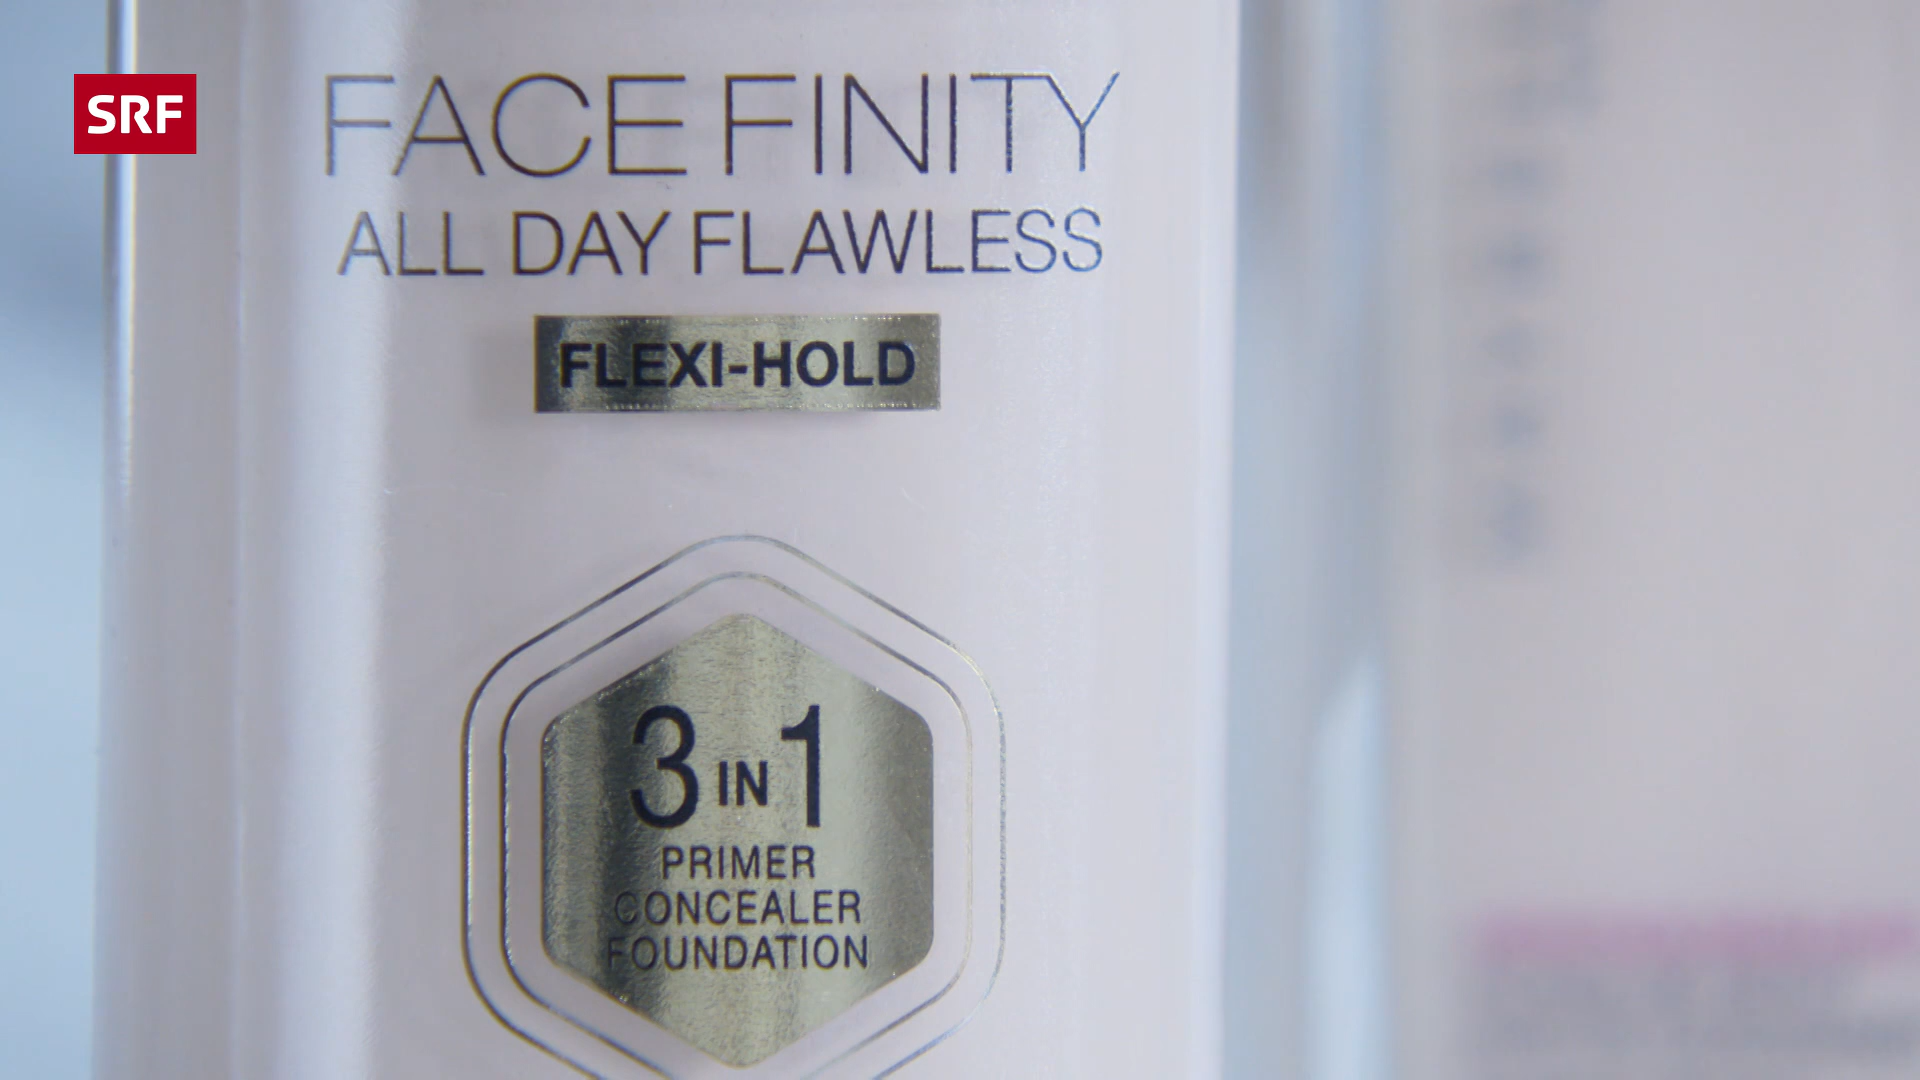 SRF
FACE FINITY
ALL DAY FLAWLESS
FLEXI-HOLD
3 IN 1
PRIMER
CONCEALER
FOUNDATION